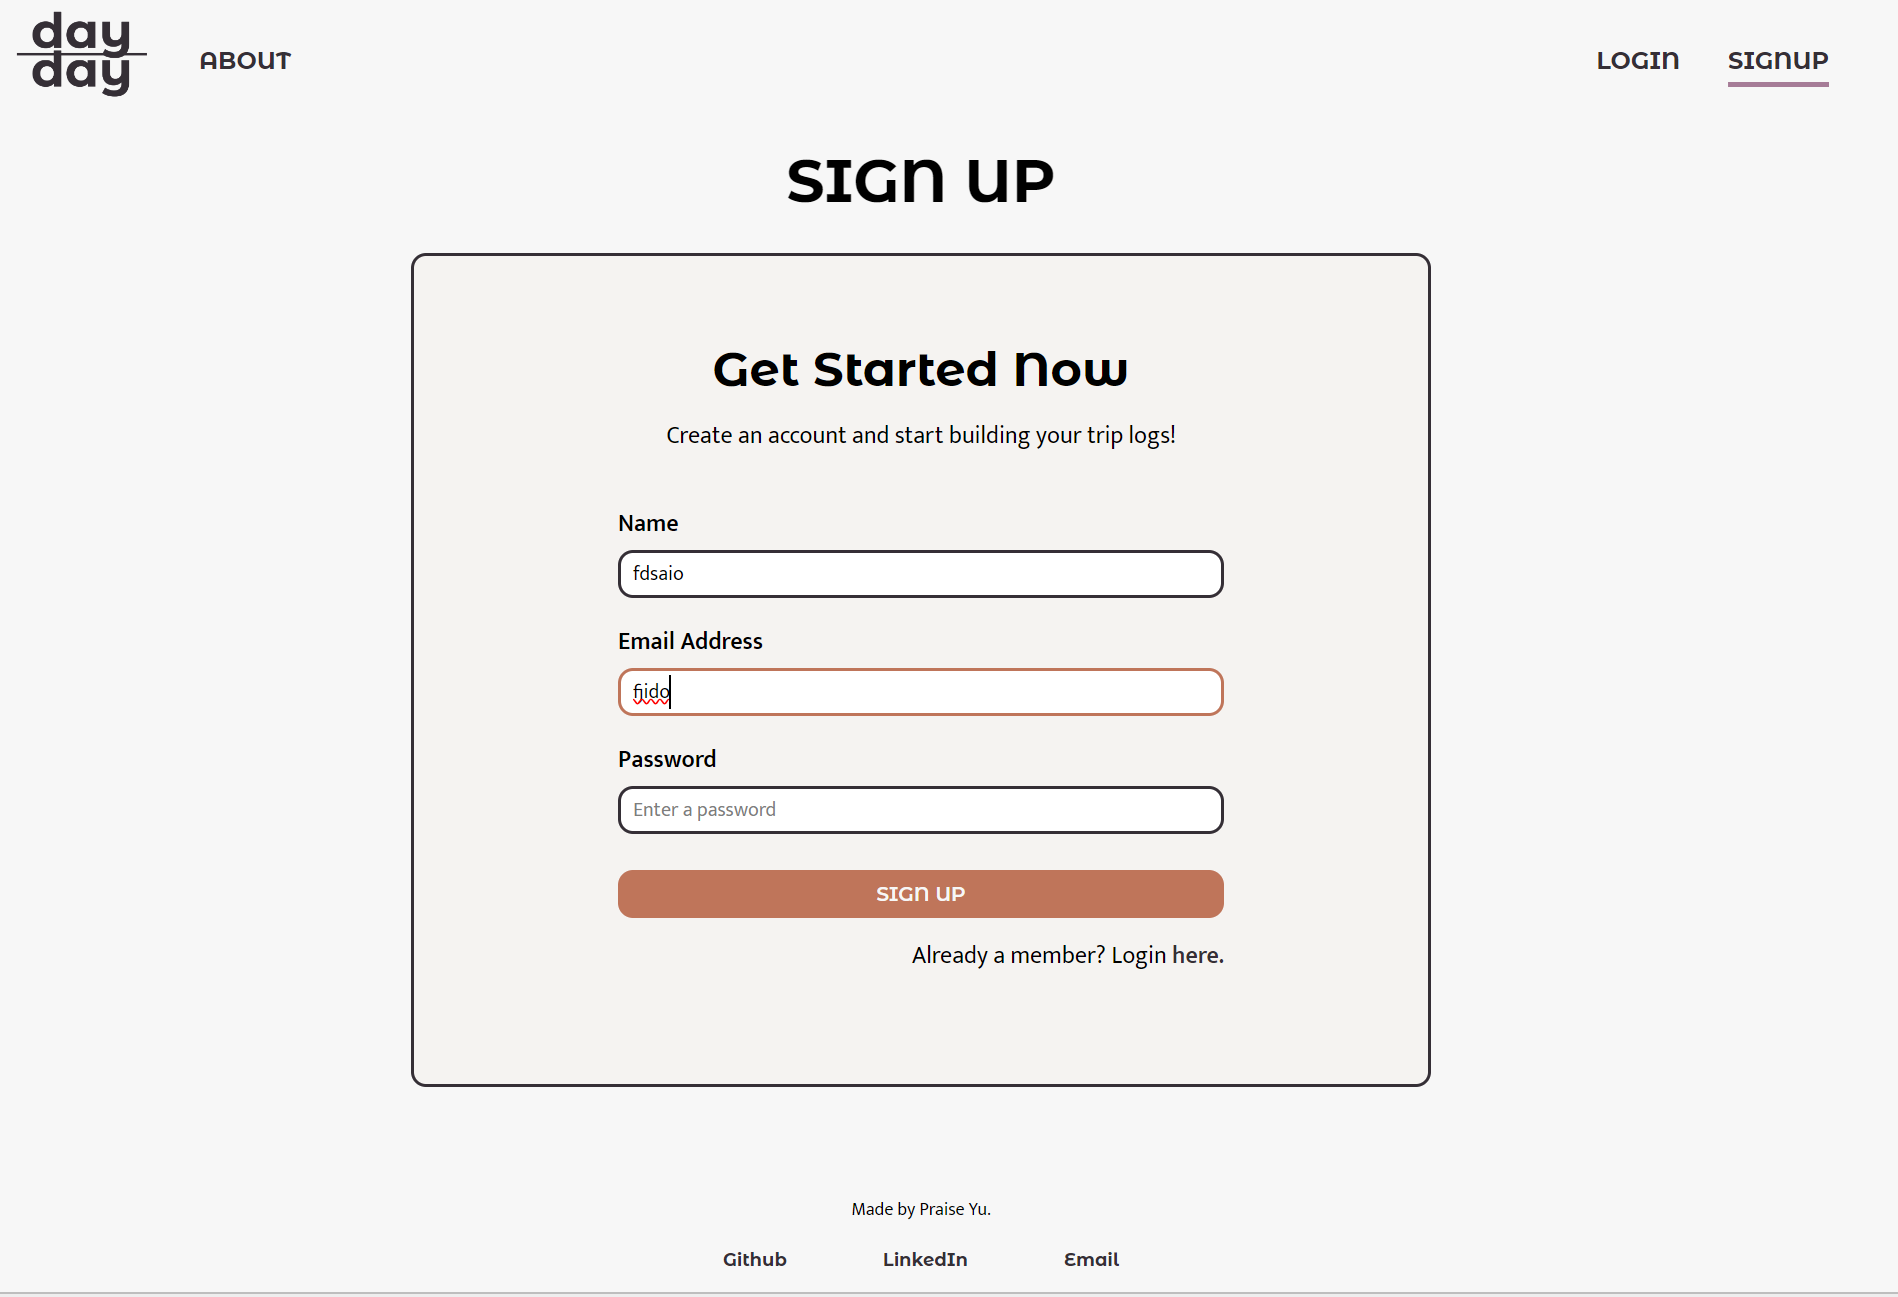 day
day
ABOUT
LOGIN
SIGNUP
SIGN UP
Get Started Now
Create an account and start building your trip logs!
Name
fdsaio
Email Address
fjido
Password
Enter a password
SIGN UP
Already a member? Login here.
Made by Praise Yu.
Github
LinkedIn
Email